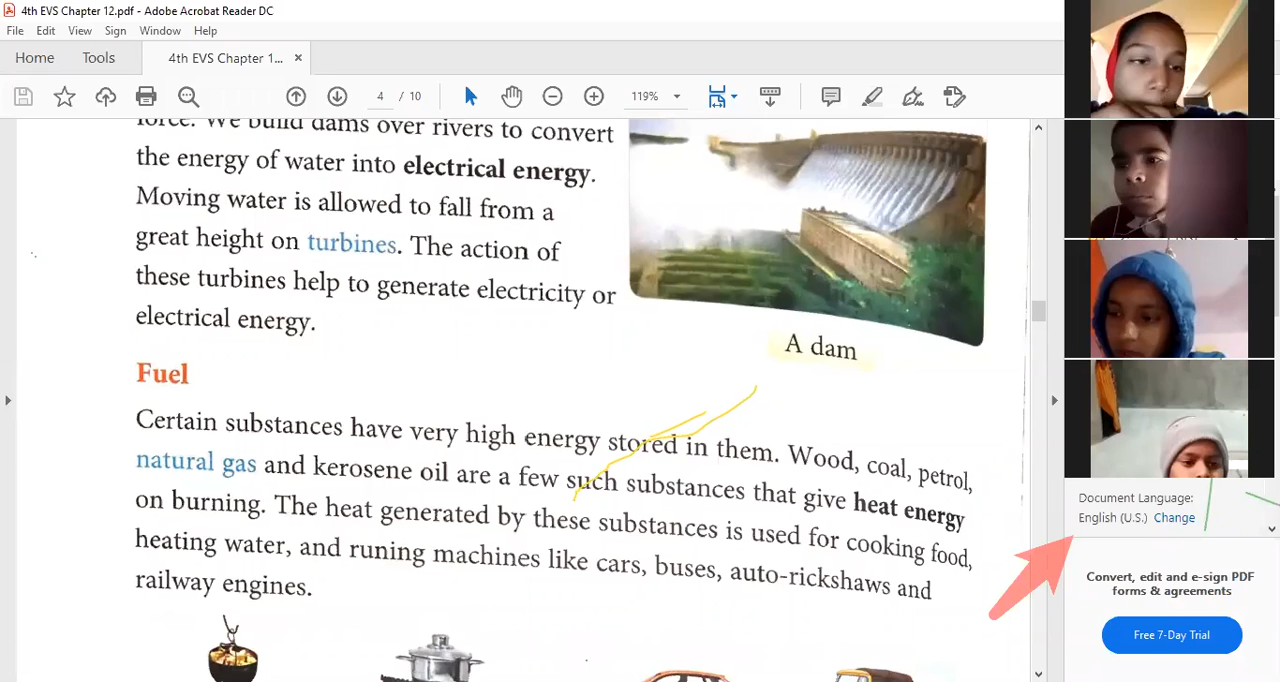 4th EVS Chapter 12.pdf - Adobe Acrobat Reader DC
File Edit View Sign Window Help
Home Tools 4th EVS Chapter 1... ×
4 / 10 119%
force. We build dams over rivers to convert
the energy of water into electrical energy.
Moving water is allowed to fall from a
great height on turbines. The action of
these turbines help to generate electricity or
electrical energy.
A dam
Fuel
Certain substances have very high energy stored in them. Wood, coal, petrol,
natural gas and kerosene oil are a few such substances that give heat energy
on burning. The heat generated by these substances is used for cooking food,
heating water, and runing machines like cars, buses, auto-rickshaws and
railway engines.
Document Language:
English (U.S.) Change
Convert, edit and e-sign PDF
forms & agreements
Free 7-Day Trial